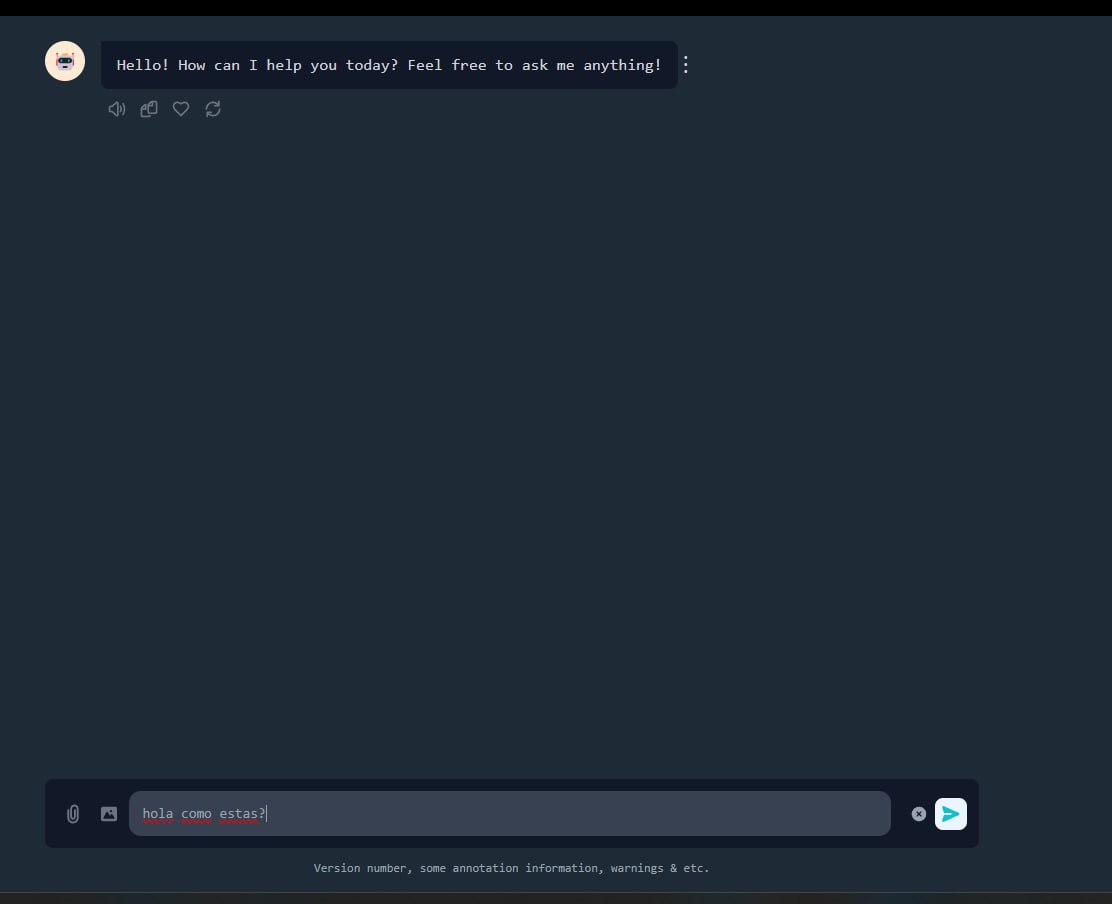 Hello! How can I help you today? Feel free to ask me anything!
hola como estas?
Version number, some annotation information, warnings & etc.